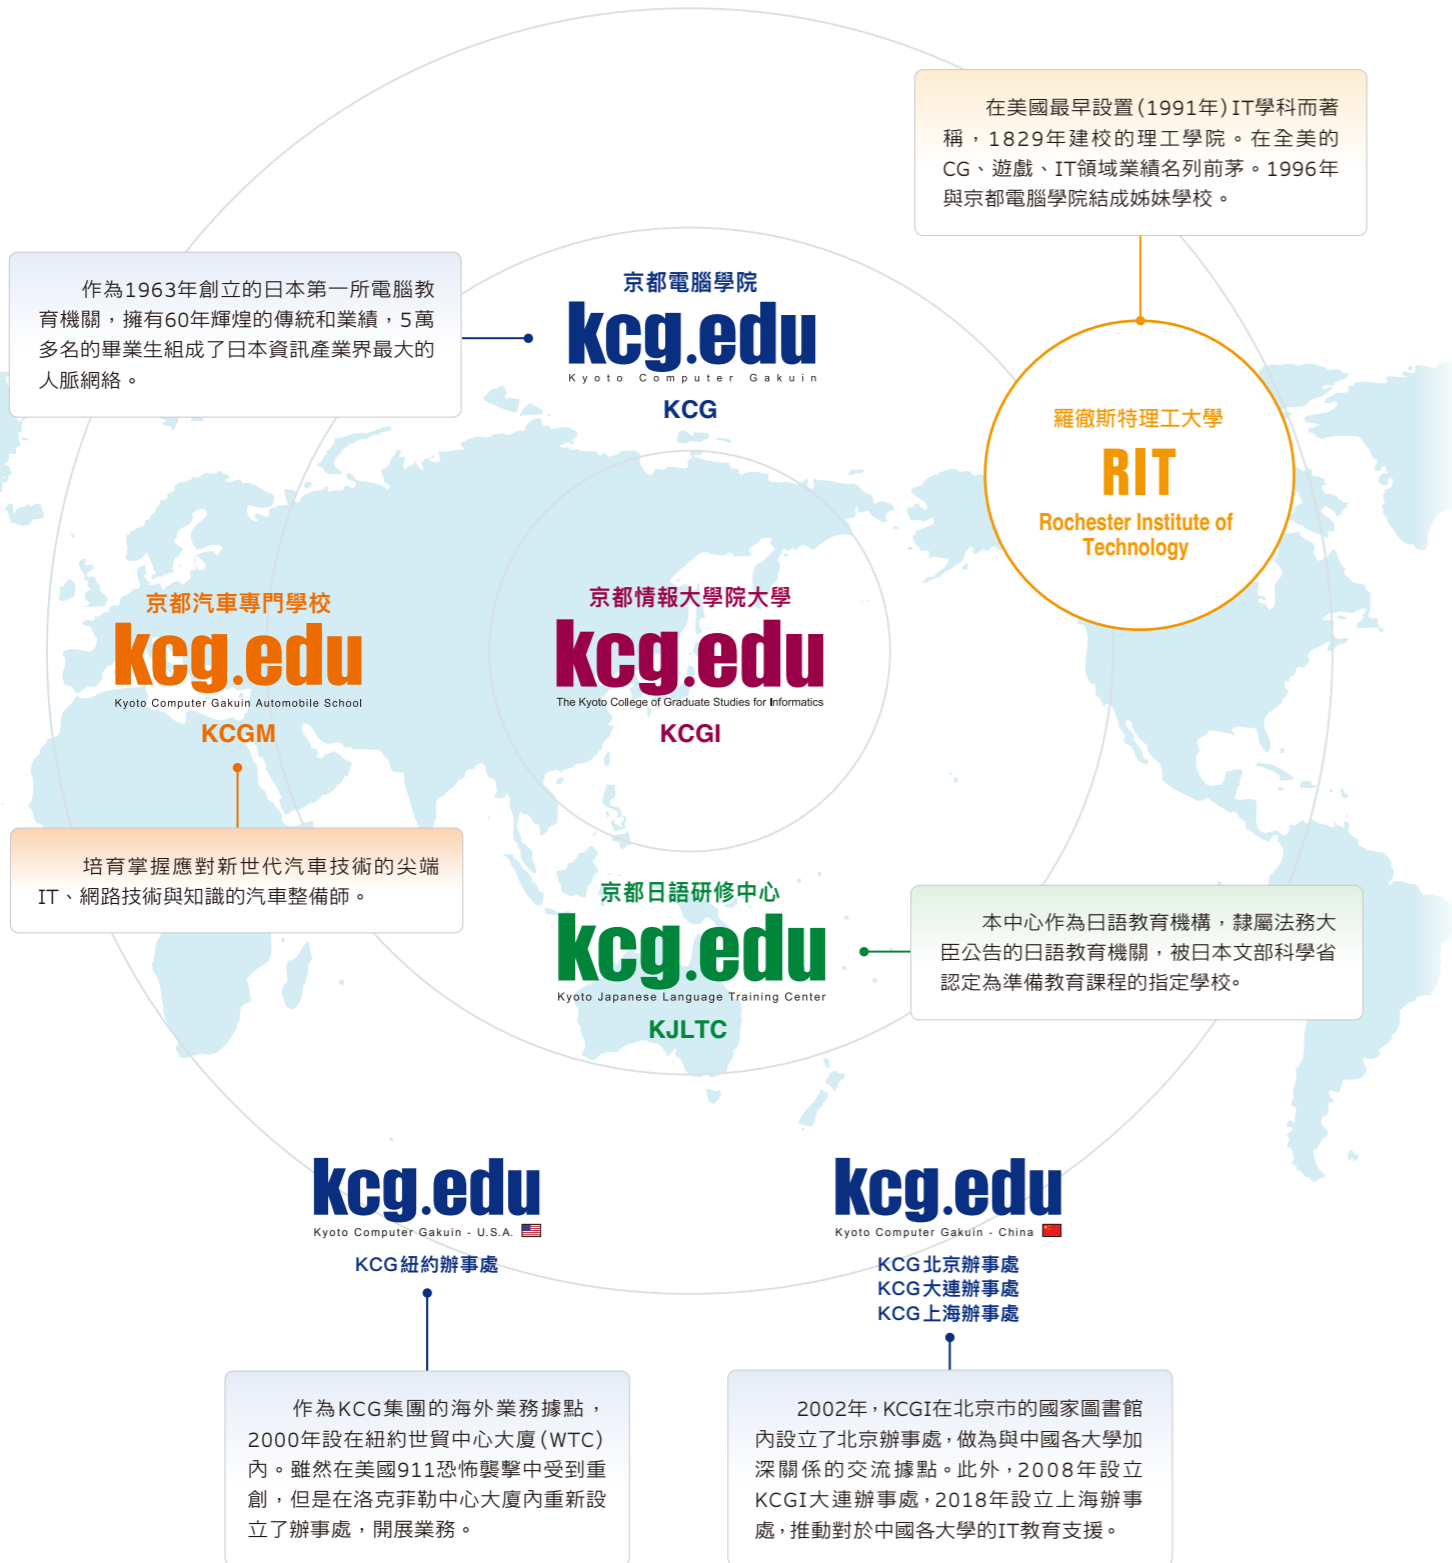 在美國最早設置(1991年)IT學科而著
稱，1829年建校的理工學院。在全美的
CG、遊戲、IT領域業績名列前茅。1996年
與京都電腦學院結成姊妹學校。
作為1963年創立的日本第一所電腦教
育機關，擁有60年輝煌的傳統和業績，5萬
多名的畢業生組成了日本資訊產業界最大的
人脈網絡。
京都電腦學院
kcg.edu
Kyoto Computer Gakuin
KCG
羅徹斯特理工大學
RIT
Rochester Institute of
Technology
京都汽車專門學校
kcg.edu
Kyoto Computer Gakuin Automobile School
KCGM
京都情報大學院大學
kcg.edu
The Kyoto College of Graduate Studies for Informatics
KCGI
培育掌握應對新世代汽車技術的尖端
IT、網路技術與知識的汽車整備師。
京都日語研修中心
kcg.edu
Kyoto Japanese Language Training Center
KJLTC
本中心作為日語教育機構，隸屬法務大
臣公告的日語教育機關，被日本文部科學省
認定為準備教育課程的指定學校。
kcg.edu
Kyoto Computer Gakuin - U.S.A.
KCG紐約辦事處
kcg.edu
Kyoto Computer Gakuin - China
KCG北京辦事處
KCG大連辦事處
KCG上海辦事處
作為KCG集團的海外業務據點，
2000年設在紐約世貿中心大廈(WTC)
內。雖然在美國911恐怖襲擊中受到重
創，但是在洛克菲勒中心大廈內重新設
立了辦事處，開展業務。
2002年，KCGI在北京市的國家圖書館
內設立了北京辦事處，做為與中國各大學加
深關係的交流據點。此外，2008年設立
KCGI大連辦事處，2018年設立上海辦事
處，推動對於中國各大學的IT教育支援。